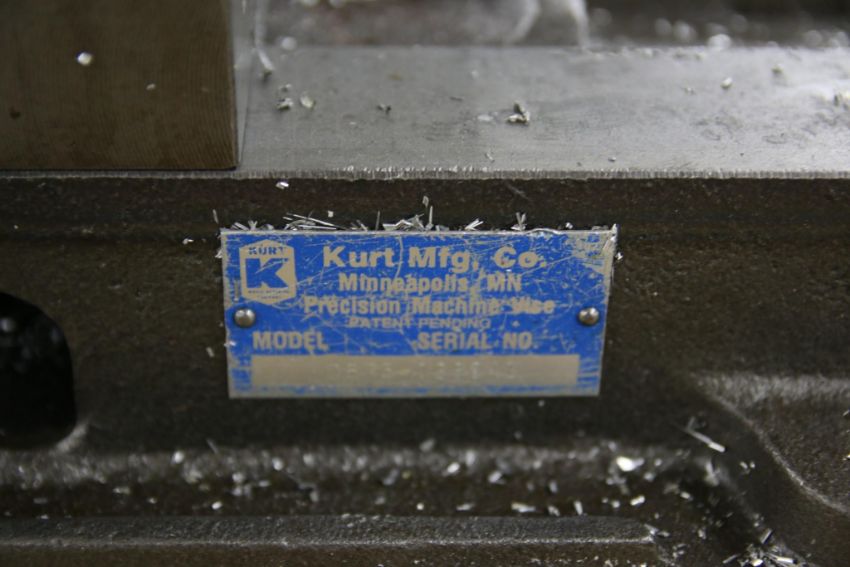 KURT
K
Kurt Mfg. Co.
Minneapolis, MN
Precision Machine Vise
PATENT PENDING
MODEL SERIAL NO.